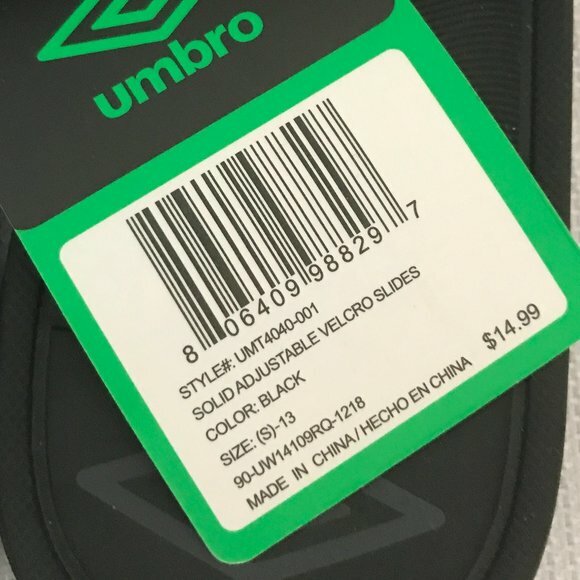 umbro
8 06409 98829 7
STYLE#: UMT4040-001
SOLID ADJUSTABLE VELCRO SLIDES
COLOR: BLACK
SIZE: (S)-13
90-UW14109RQ-1218
MADE IN CHINA/ HECHO EN CHINA
$14.99